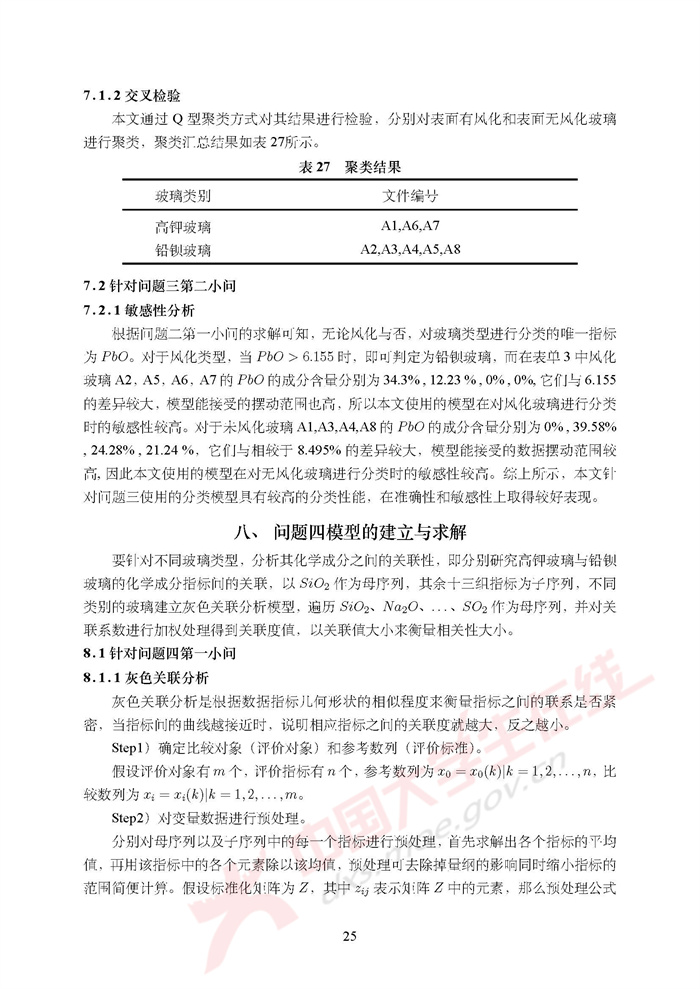 7.1.2 交叉检验
本文通过 Q 型聚类方式对其结果进行检验，分别对表面有风化和表面无风化玻璃
进行聚类，聚类汇总结果如表 27所示。
表 27 聚类结果
玻璃类别 文件编号
高钾玻璃 A1,A6,A7
铅钡玻璃 A2,A3,A4,A5,A8
7.2 针对问题三第二小问
7.2.1 敏感性分析
根据问题二第一小问的求解可知，无论风化与否，对玻璃类型进行分类的唯一指标
为 PbO。对于风化类型，当 PbO > 6.155 时，即可判定为铅钡玻璃，而在表单 3 中风化
玻璃 A2，A5，A6，A7 的 PbO 的成分含量分别为 34.3% , 12.23 % , 0% , 0%, 它们与 6.155
的差异较大，模型能接受的摆动范围也高，所以本文使用的模型在对风化玻璃进行分类
时的敏感性较高。对于未风化玻璃 A1,A3,A4,A8 的 PbO 的成分含量分别为 0% , 39.58%
, 24.28% , 21.24 %，它们与相较于 8.495% 的差异较大，模型能接受的数据摆动范围较
高, 因此本文使用的模型在对无风化玻璃进行分类时的敏感性较高。综上所示，本文针
对问题三使用的分类模型具有较高的分类性能，在准确性和敏感性上取得较好表现。
八、 问题四模型的建立与求解
要针对不同玻璃类型，分析其化学成分之间的关联性，即分别研究高钾玻璃与铅钡
玻璃的化学成分指标间的关联，以 SiO₂ 作为母序列，其余十三组指标为子序列，不同
类别的玻璃建立灰色关联分析模型，遍历 SiO₂、Na₂O、...、SO₂ 作为母序列，并对关
联系数进行加权处理得到关联度值，以关联值大小来衡量相关性大小。
8.1 针对问题四第一小问
8.1.1 灰色关联分析
灰色关联分析是根据数据指标几何形状的相似程度来衡量指标之间的联系是否紧
密，当指标间的曲线越接近时，说明相应指标之间的关联度就越大，反之越小。
Step1）确定比较对象（评价对象）和参考数列（评价标准）。
假设评价对象有 m 个，评价指标有 n 个，参考数列为 x₀ = x₀(k)|k = 1, 2, . . . , n，比
较数列为 xᵢ = xᵢ(k)|k = 1, 2, . . . , m。
Step2）对变量数据进行预处理。
分别对母序列以及子序列中的每一个指标进行预处理，首先求解出各个指标的平均
值，再用该指标中的各个元素除以该均值，预处理可去除掉量纲的影响同时缩小指标的
范围简便计算。假设标准化矩阵为 Z，其中 zᵢⱼ 表示矩阵 Z 中的元素，那么预处理公式
25
中国大学生在线
dxs.moe.gov.cn